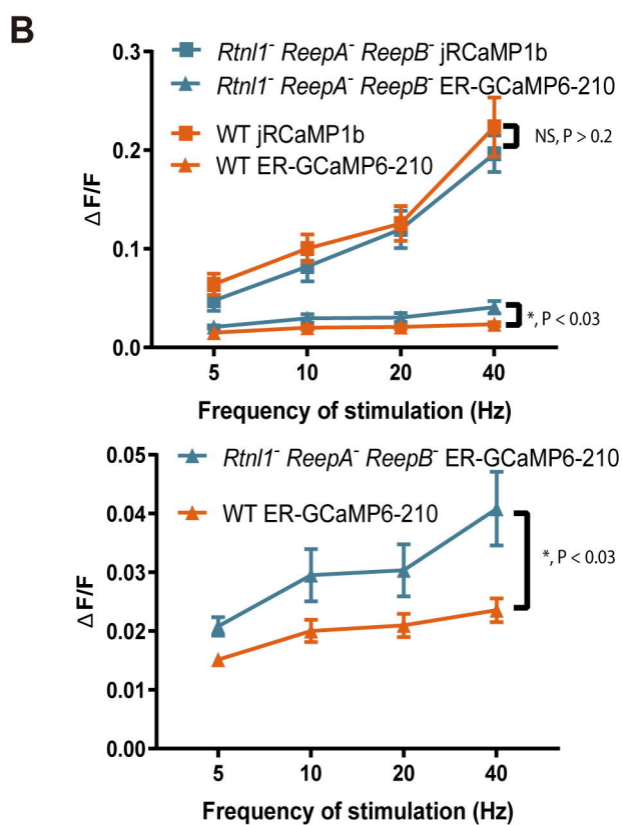 B
0.3
Rtnl1⁻ ReepA⁻ ReepB⁻ jRCaMP1b
Rtnl1⁻ ReepA⁻ ReepB⁻ ER-GCaMP6-210
WT jRCaMP1b
WT ER-GCaMP6-210
NS, P > 0.2
0.2
0.1
0.0
Δ F/F
*, P < 0.03
5 10 20 40
Frequency of stimulation (Hz)
0.05
Rtnl1⁻ ReepA⁻ ReepB⁻ ER-GCaMP6-210
WT ER-GCaMP6-210
0.04
0.03
0.02
0.01
0.00
Δ F/F
*, P < 0.03
5 10 20 40
Frequency of stimulation (Hz)